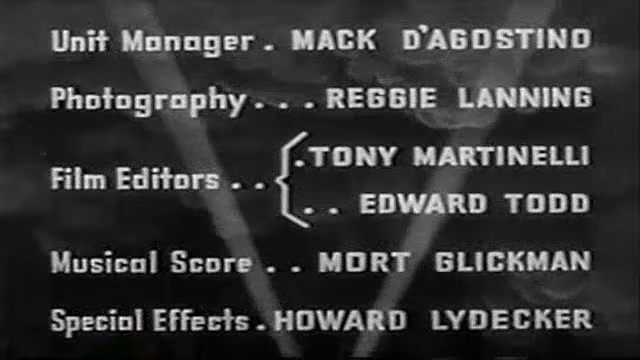 Unit Manager . MACK D'AGOSTINO
Photography . . . REGGIE LANNING
Film Editors . . { . TONY MARTINELLI
. . EDWARD TODD
Musical Score . . MORT GLICKMAN
Special Effects . HOWARD LYDECKER